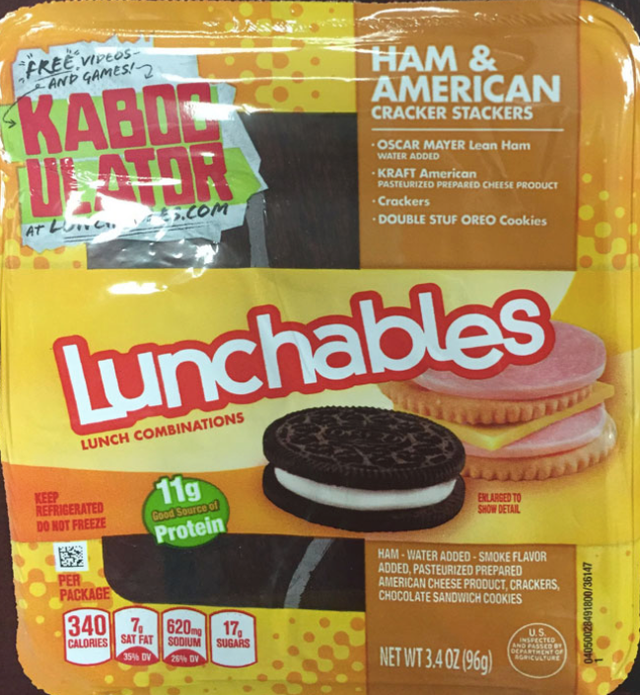 FREE VIDEOS
AND GAMES!
KABOO
ULATOR
AT
HAM &
AMERICAN
CRACKER STACKERS
· OSCAR MAYER Lean Ham
WATER ADDED
· KRAFT American
PASTEURIZED PREPARED CHEESE PRODUCT
· Crackers
· DOUBLE STUF OREO Cookies
Lunchables
LUNCH COMBINATIONS
KEEP
REFRIGERATED
DO NOT FREEZE
11g
Good Source of
Protein
ENLARGED TO
SHOW DETAIL
HAM - WATER ADDED - SMOKE FLAVOR
ADDED, PASTEURIZED PREPARED
AMERICAN CHEESE PRODUCT, CRACKERS,
CHOCOLATE SANDWICH COOKIES
PER
PACKAGE
340
CALORIES
7g
SAT FAT
35% DV
620mg
SODIUM
26% DV
17g
SUGARS
NET WT 3.4 OZ (96g)
U.S.
INSPECTED
AND PASSED BY
DEPARTMENT OF
AGRICULTURE
04050028491800/36147
1